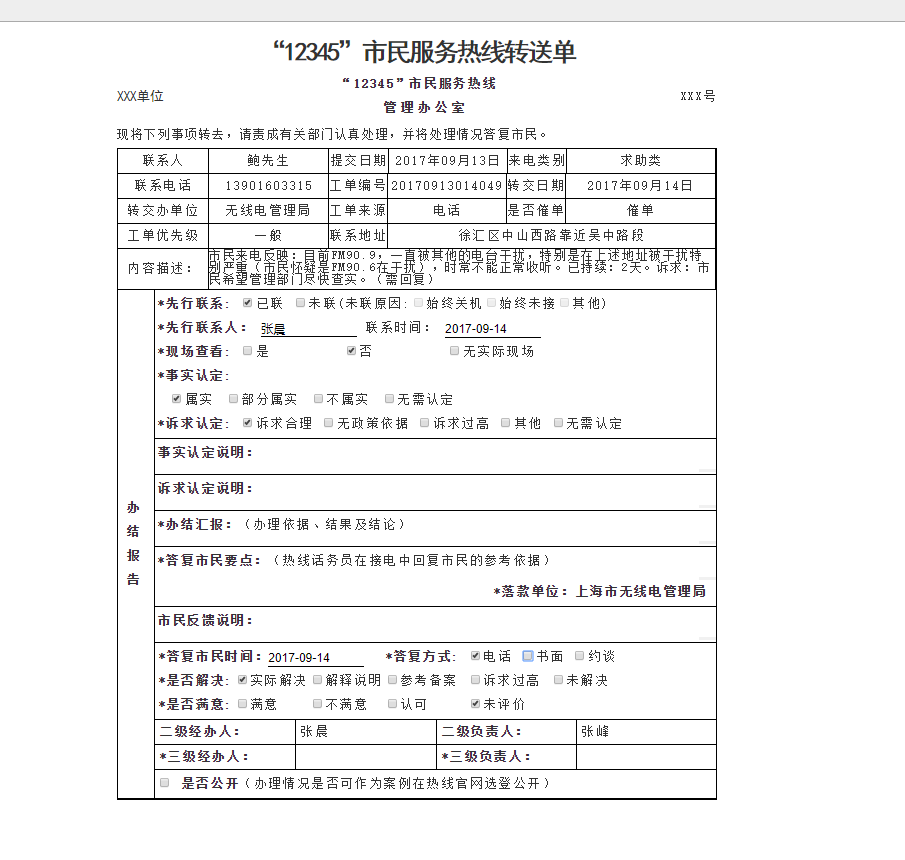 “12345”市民服务热线转送单
“12345”市民服务热线
XXX单位 XXX号
管理办公室
现将下列事项转去，请责成有关部门认真处理，并将处理情况答复市民。
联系人 鲍先生 提交日期 2017年09月13日 来电类别 求助类
联系电话 13901603315 工单编号 20170913014049 转交日期 2017年09月14日
转交办单位 无线电管理局 工单来源 电话 是否催单 催单
工单优先级 一般 联系地址 徐汇区中山西路靠近吴中路段
市民来电反映：目前FM90.9，一直被其他的电台干扰，特别是在上述地址被干扰特
内容描述： 别严重（市民怀疑是FM90.6在干扰），时常不能正常收听。已持续：2天。诉求：市
民希望管理部门尽快查实。（需回复）
*先行联系: 已联 未联(未联原因: 始终关机 始终未接 其他)
*先行联系人： 张晨 联系时间： 2017-09-14
*现场查看: 是 否 无实际现场
*事实认定:
属实 部分属实 不属实 无需认定
*诉求认定: 诉求合理 无政策依据 诉求过高 其他 无需认定
事实认定说明：
诉求认定说明：
办结报告
*办结汇报：（办理依据、结果及结论）
*答复市民要点：（热线话务员在接电中回复市民的参考依据）
*落款单位：上海市无线电管理局
市民反馈说明：
*答复市民时间： 2017-09-14 *答复方式: 电话 书面 约谈
*是否解决: 实际解决 解释说明 参考备案 诉求过高 未解决
*是否满意: 满意 不满意 认可 未评价
二级经办人： 张晨 二级负责人： 张峰
*三级经办人： *三级负责人：
是否公开（办理情况是否可作为案例在热线官网选登公开）